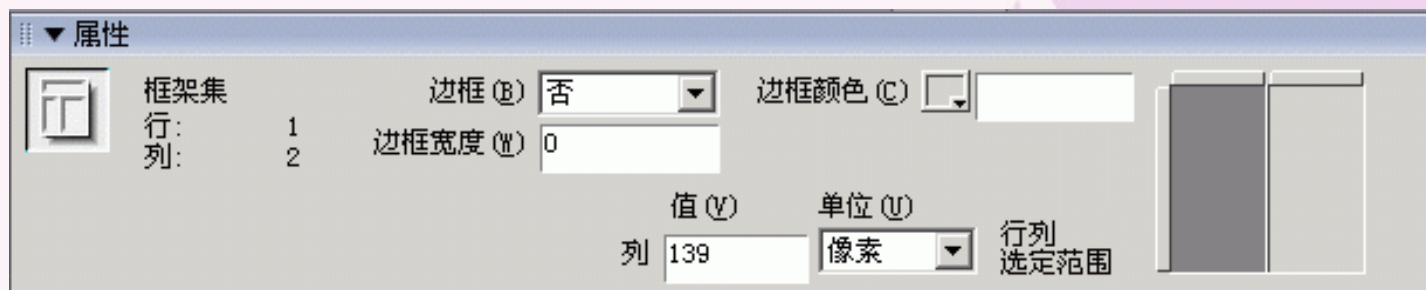 属性
框架集
行: 1
列: 2
边框(B) 否
边框宽度(W) 0
边框颜色(C)
值(V) 单位(U)
列 139 像素
行列
选定范围